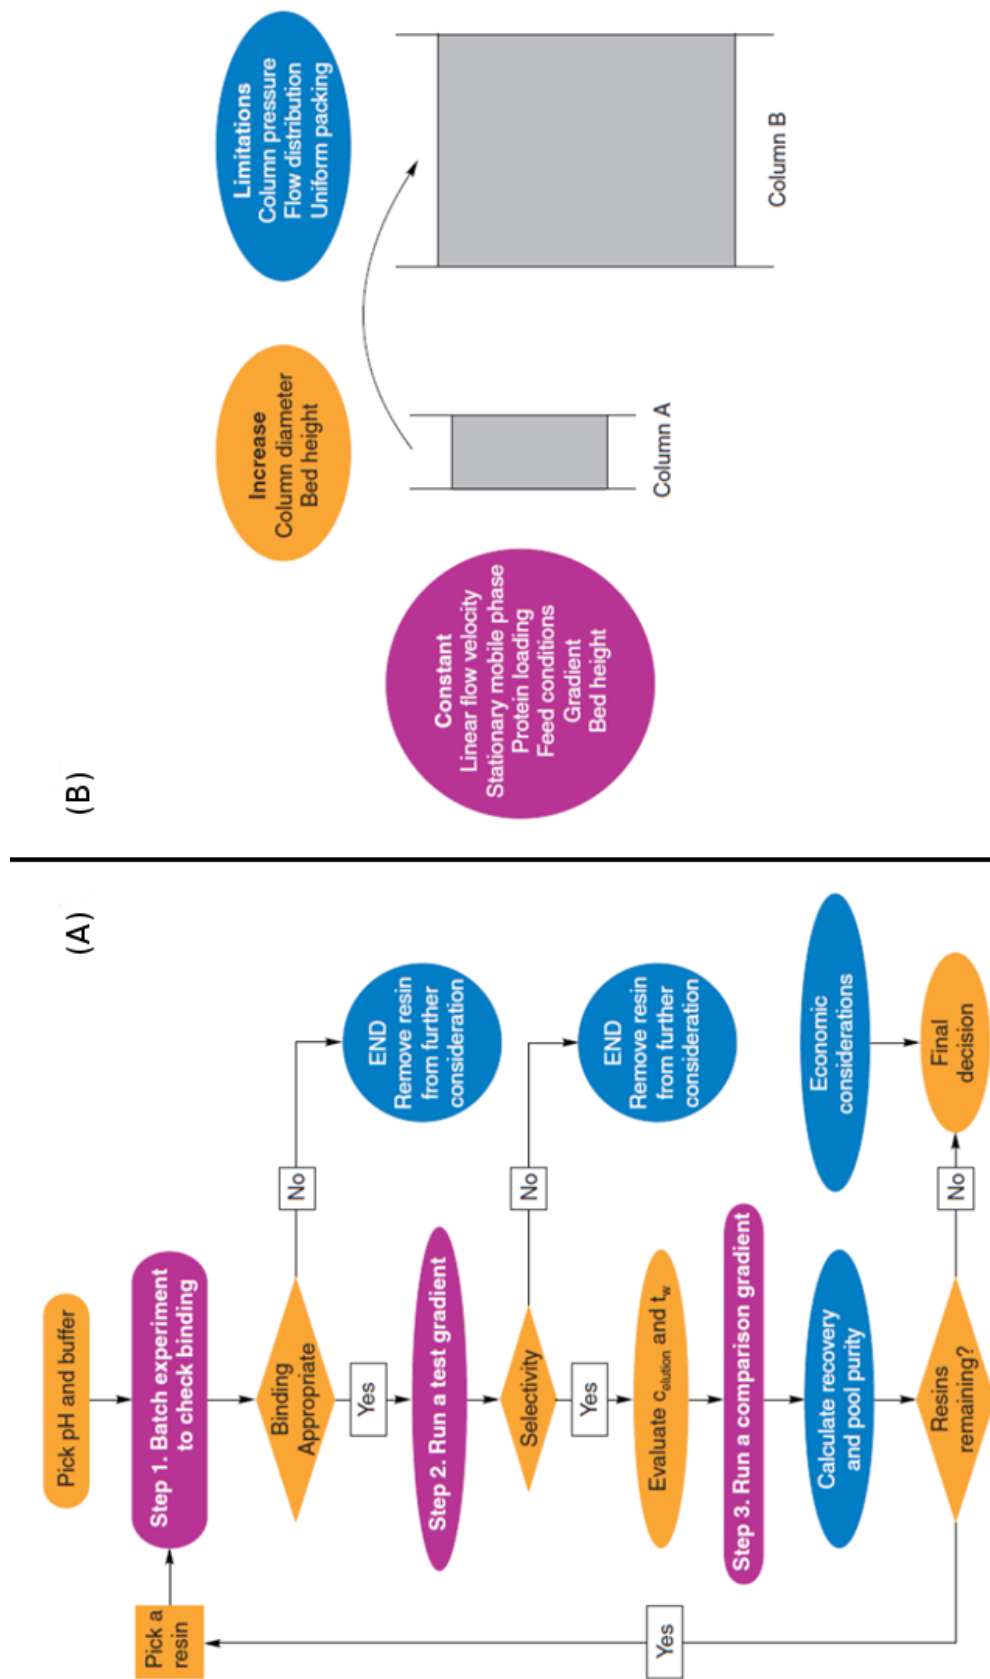 (A)
Pick pH and buffer
Pick a
resin
Step 1. Batch experiment
to check binding
Binding
Appropriate
No
END
Remove resin
from further
consideration
Yes
Step 2. Run a test gradient
Selectivity
No
END
Remove resin
from further
consideration
Yes
Evaluate c_elution and t_w
Step 3. Run a comparison gradient
Calculate recovery
and pool purity
Economic
considerations
Resins
remaining?
No
Final
decision
Yes
(B)
Constant
Linear flow velocity
Stationary mobile phase
Protein loading
Feed conditions
Gradient
Bed height
Increase
Column diameter
Bed height
Limitations
Column pressure
Flow distribution
Uniform packing
Column A
Column B